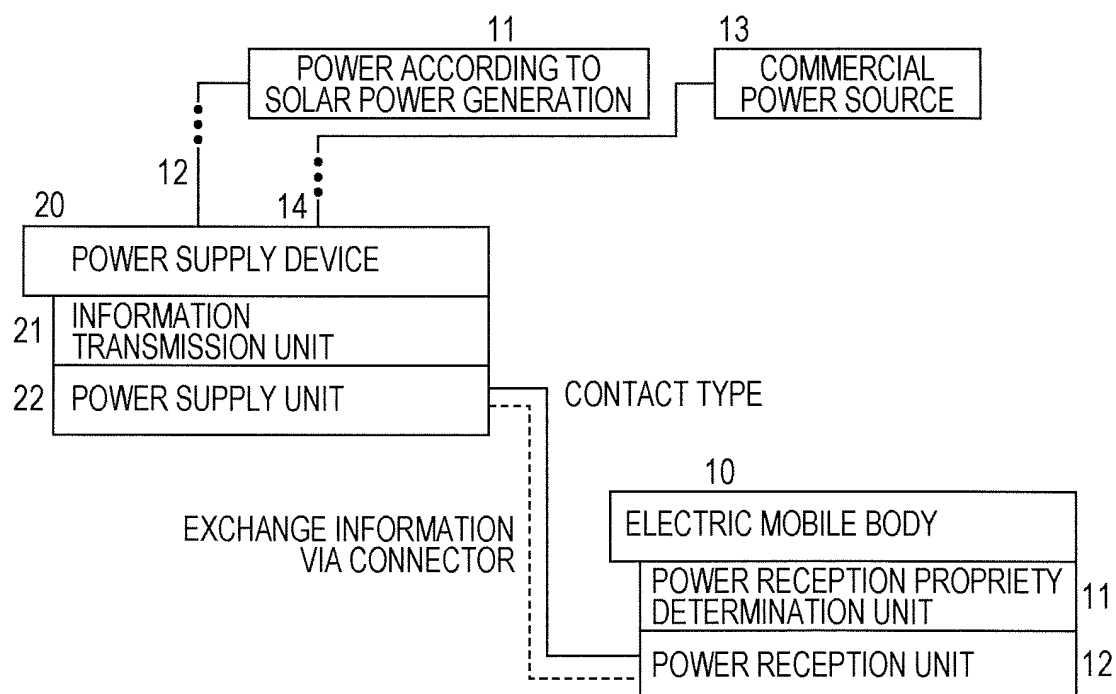 11
POWER ACCORDING TO
SOLAR POWER GENERATION
13
COMMERCIAL
POWER SOURCE
12
14
20
POWER SUPPLY DEVICE
21
INFORMATION
TRANSMISSION UNIT
22
POWER SUPPLY UNIT
CONTACT TYPE
EXCHANGE INFORMATION
VIA CONNECTOR
10
ELECTRIC MOBILE BODY
POWER RECEPTION PROPRIETY
DETERMINATION UNIT
11
POWER RECEPTION UNIT
12